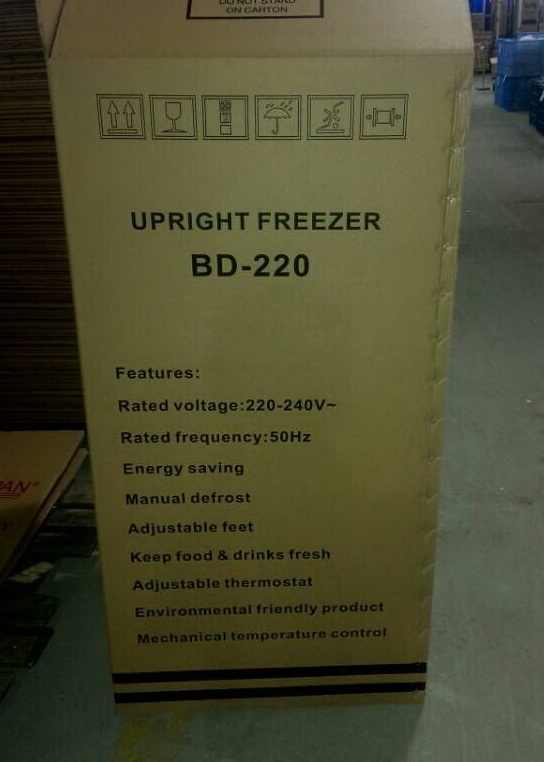 DO NOT STAND
ON CARTON
UPRIGHT FREEZER
BD-220
Features:
Rated voltage:220-240V~
Rated frequency:50Hz
Energy saving
Manual defrost
Adjustable feet
Keep food & drinks fresh
Adjustable thermostat
Environmental friendly product
Mechanical temperature control